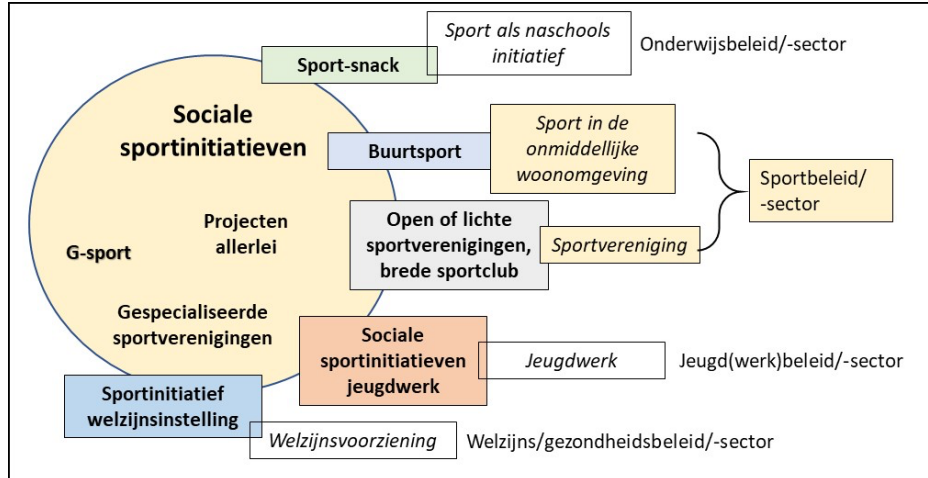 Sport als naschools
initiatief
Onderwijsbeleid/-sector
Sport-snack
Sociale
sportinitiatieven
Buurtsport
Sport in de
onmiddellijke
woonomgeving
Sportbeleid/
-sector
Projecten
allerlei
G-sport
Open of lichte
sportverenigingen,
brede sportclub
Sportvereniging
Gespecialiseerde
sportverenigingen
Sociale
sportinitiatieven
jeugdwerk
Jeugdwerk
Jeugd(werk)beleid/-sector
Sportinitiatief
welzijnsinstelling
Welzijnsvoorziening
Welzijns/gezondheidsbeleid/-sector